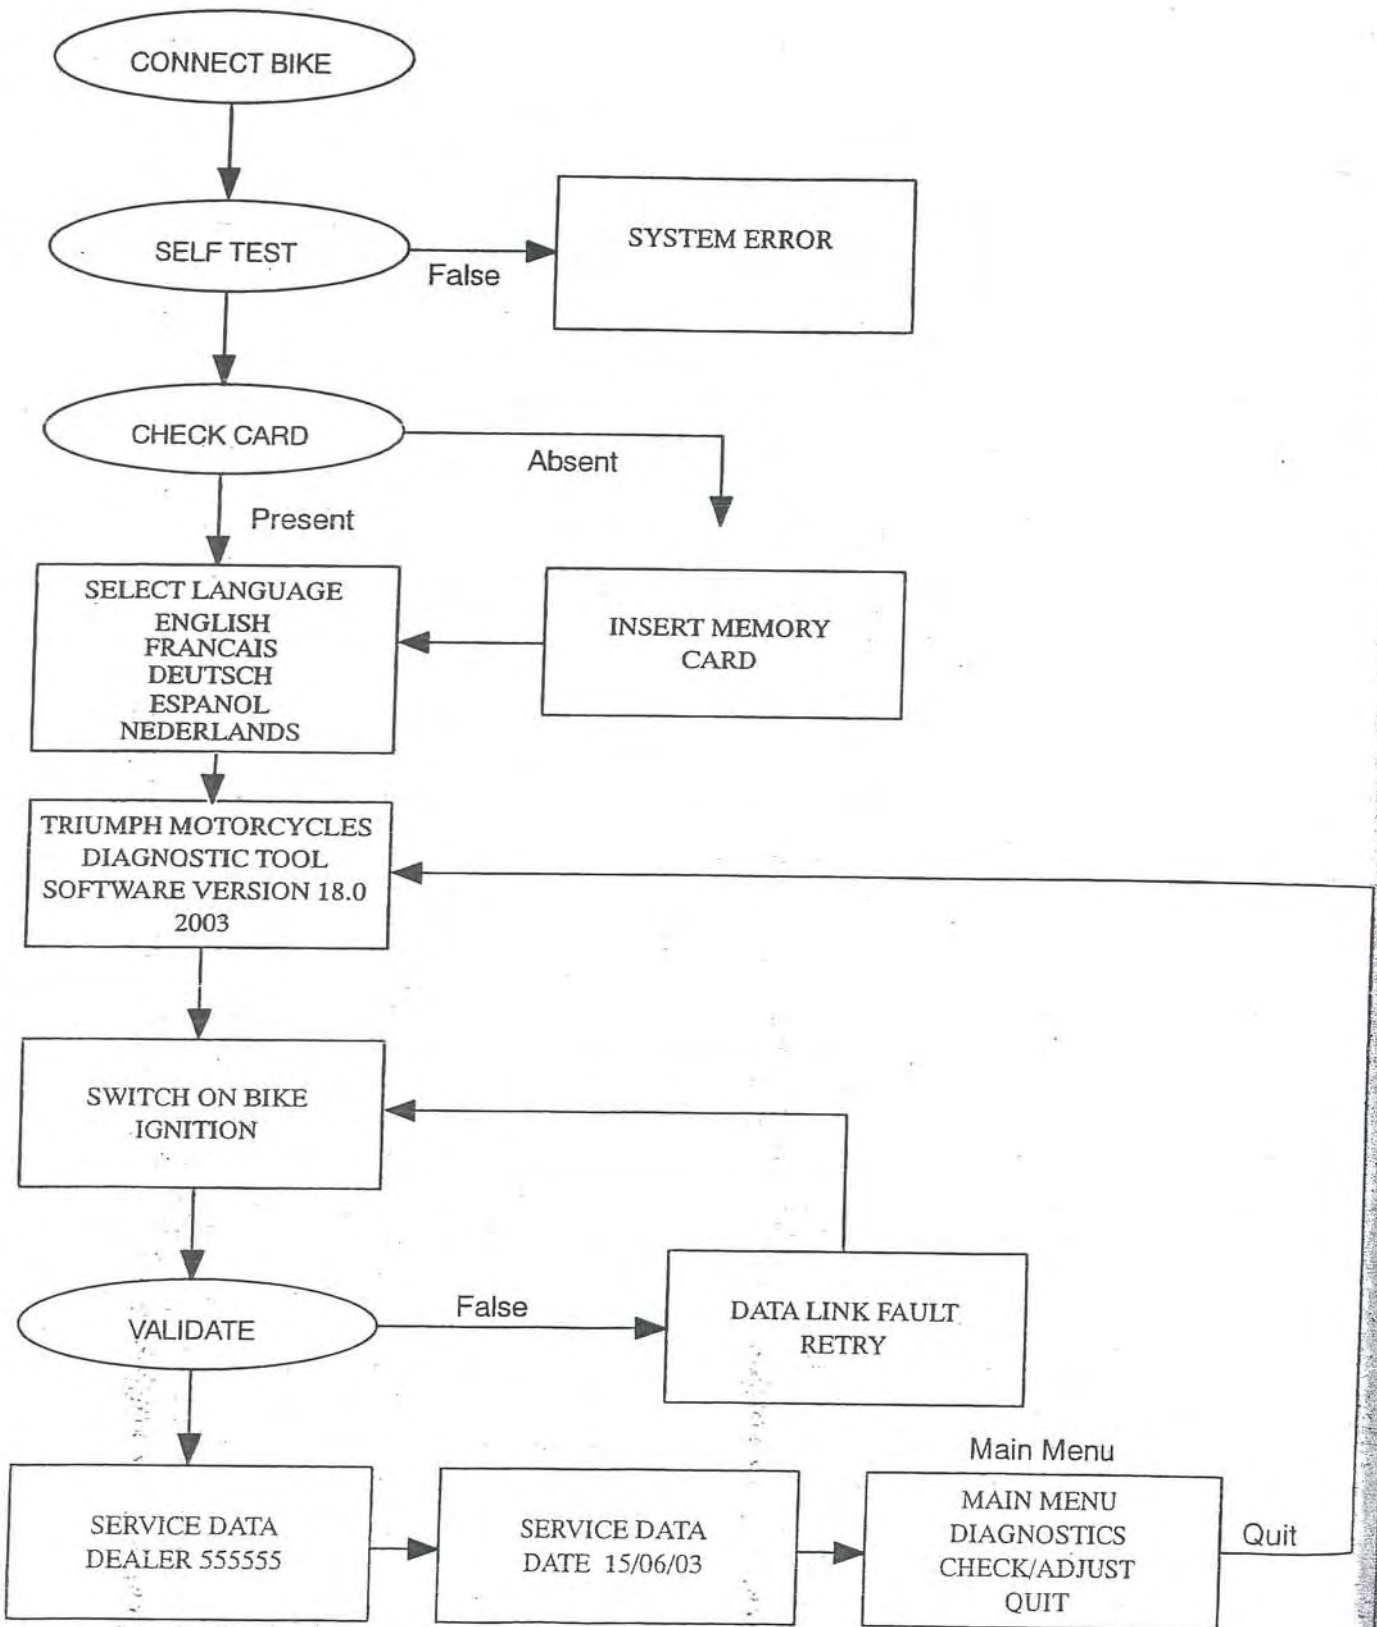 CONNECT BIKE
SELF TEST
False
SYSTEM ERROR
CHECK CARD
Absent
Present
SELECT LANGUAGE
ENGLISH
FRANCAIS
DEUTSCH
ESPANOL
NEDERLANDS
INSERT MEMORY
CARD
TRIUMPH MOTORCYCLES
DIAGNOSTIC TOOL
SOFTWARE VERSION 18.0
2003
SWITCH ON BIKE
IGNITION
VALIDATE
False
DATA LINK FAULT
RETRY
SERVICE DATA
DEALER 555555
SERVICE DATA
DATE 15/06/03
Main Menu
MAIN MENU
DIAGNOSTICS
CHECK/ADJUST
QUIT
Quit